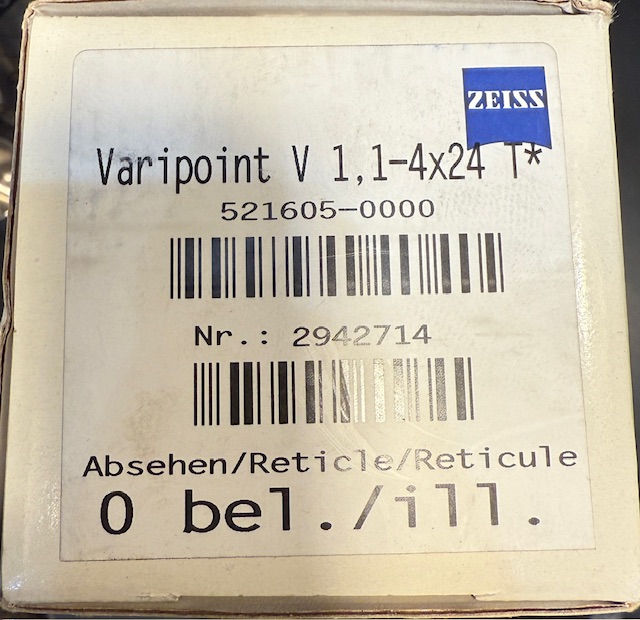 ZEISS
Varipoint V 1,1-4x24 T*
521605-0000
Nr.: 2942714
Absehen/Reticle/Reticule
0 bel./ill.